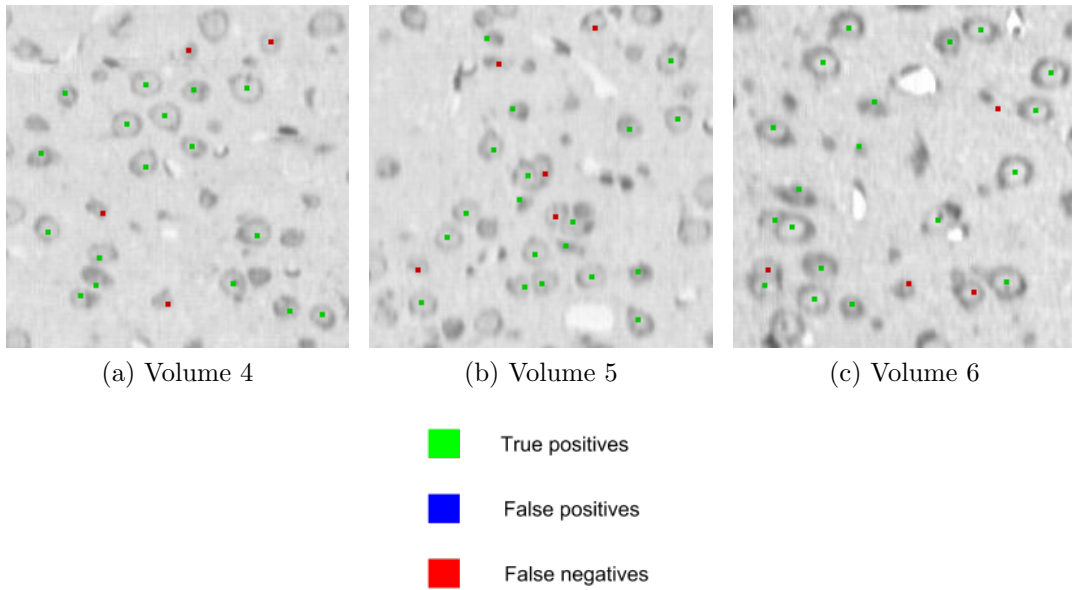 (a) Volume 4
(b) Volume 5
(c) Volume 6
True positives
False positives
False negatives